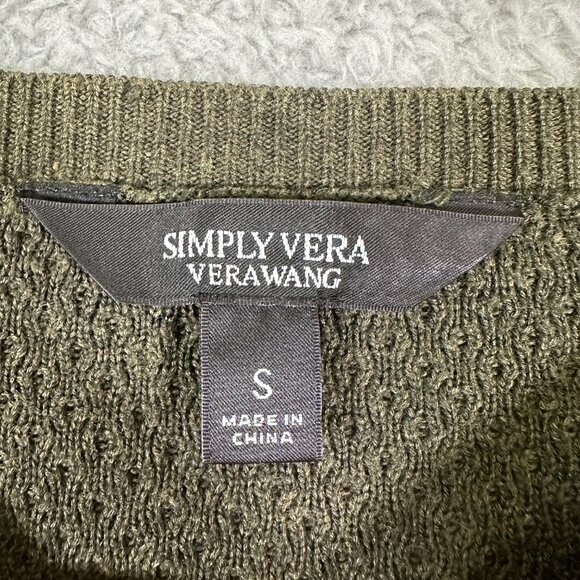 SIMPLY VERA
VERAWANG
S
MADE IN
CHINA